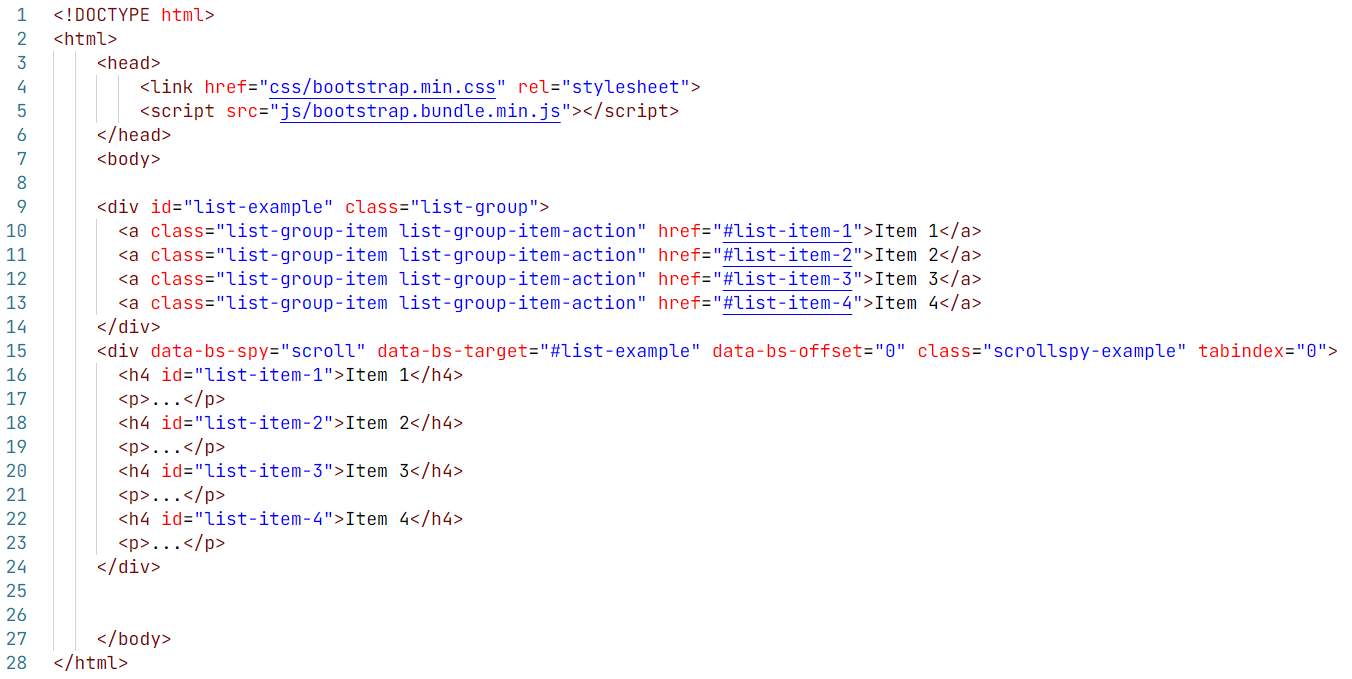 1 <!DOCTYPE html>
2 <html>
3 <head>
4 <link href="css/bootstrap.min.css" rel="stylesheet">
5 <script src="js/bootstrap.bundle.min.js"></script>
6 </head>
7 <body>
8
9 <div id="list-example" class="list-group">
10 <a class="list-group-item list-group-item-action" href="#list-item-1">Item 1</a>
11 <a class="list-group-item list-group-item-action" href="#list-item-2">Item 2</a>
12 <a class="list-group-item list-group-item-action" href="#list-item-3">Item 3</a>
13 <a class="list-group-item list-group-item-action" href="#list-item-4">Item 4</a>
14 </div>
15 <div data-bs-spy="scroll" data-bs-target="#list-example" data-bs-offset="0" class="scrollspy-example" tabindex="0">
16 <h4 id="list-item-1">Item 1</h4>
17 <p>...</p>
18 <h4 id="list-item-2">Item 2</h4>
19 <p>...</p>
20 <h4 id="list-item-3">Item 3</h4>
21 <p>...</p>
22 <h4 id="list-item-4">Item 4</h4>
23 <p>...</p>
24 </div>
25
26
27 </body>
28 </html>